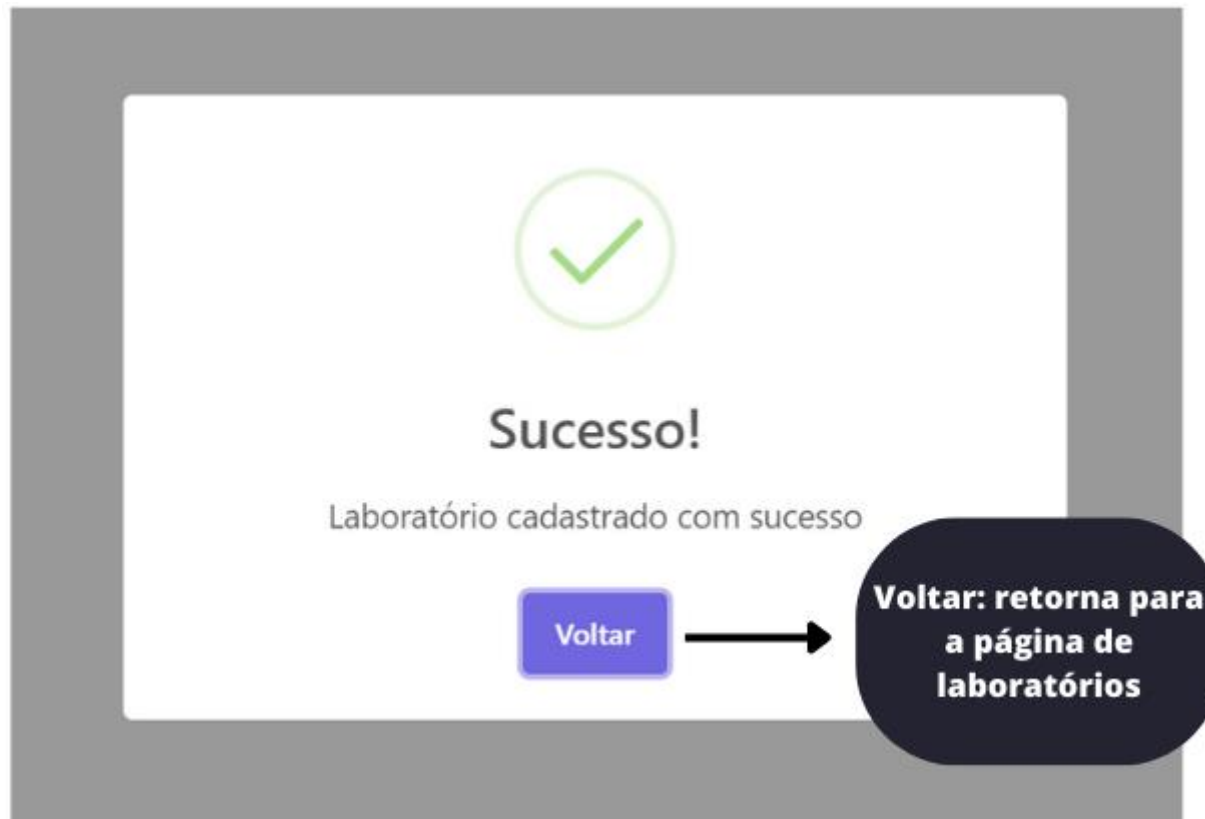 Sucesso!
Laboratório cadastrado com sucesso
Voltar
Voltar: retorna para
a página de
laboratórios